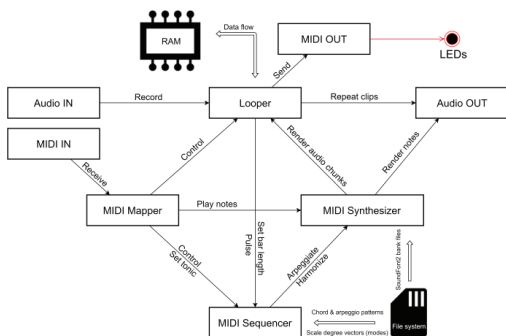 RAM
Data flow
MIDI OUT
LEDs
Send
Audio IN
Record
Looper
Repeat clips
Audio OUT
MIDI IN
Receive
Control
Render audio chunks
Render notes
MIDI Mapper
Play notes
MIDI Synthesizer
Control
Set tonic
Set bar length
Pulse
Arpeggiate
Harmonize
SoundFont2 bank files
MIDI Sequencer
Chord & arpeggio patterns
Scale degree vectors (modes)
File system